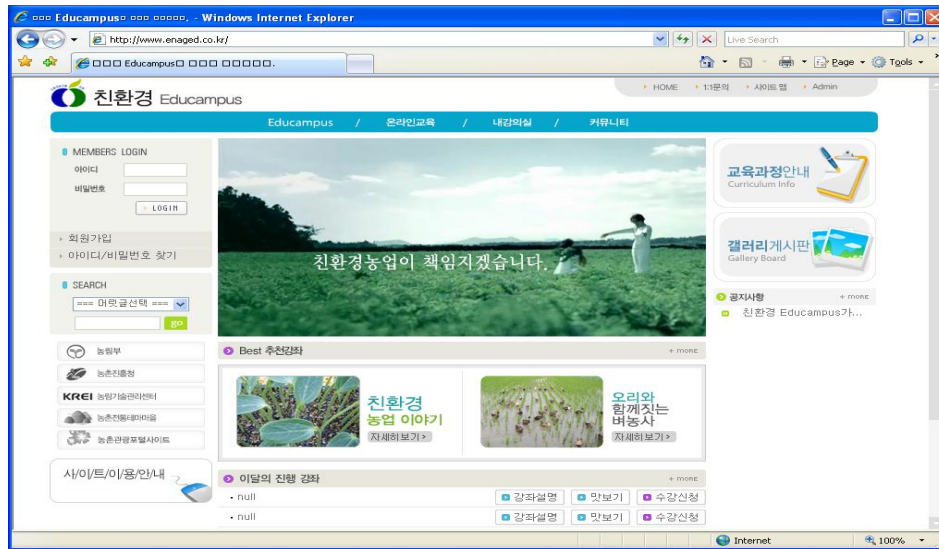 □□□ Educampus□ □□□ □□□□□. - Windows Internet Explorer
http://www.enaged.co.kr/
Live Search
□□□ Educampus□ □□□ □□□□□.
Page
Tools
HOME
1:1문의
사이트 맵
Admin
친환경 Educampus
Educampus / 온라인교육 / 내강의실 / 커뮤니티
MEMBERS LOGIN
아이디
비밀번호
LOGIN
회원가입
아이디/비밀번호 찾기
SEARCH
=== 머릿글선택 ===
go
농림부
농촌진흥청
KREI 농림기술관리센터
농촌전통테마마을
농촌관광포털사이트
사/이/트/이/용/안/내
친환경농업이 책임지겠습니다.
Best 추천강좌
+ more
친환경
농업 이야기
자세히보기>
오리와
함께짓는
벼농사
자세히보기>
이달의 진행 강좌
+ more
• null
강좌설명
맛보기
수강신청
• null
강좌설명
맛보기
수강신청
교육과정안내
Curriculum Info
갤러리게시판
Gallery Board
공지사항
+ more
친환경 Educampus가...
Internet
100%